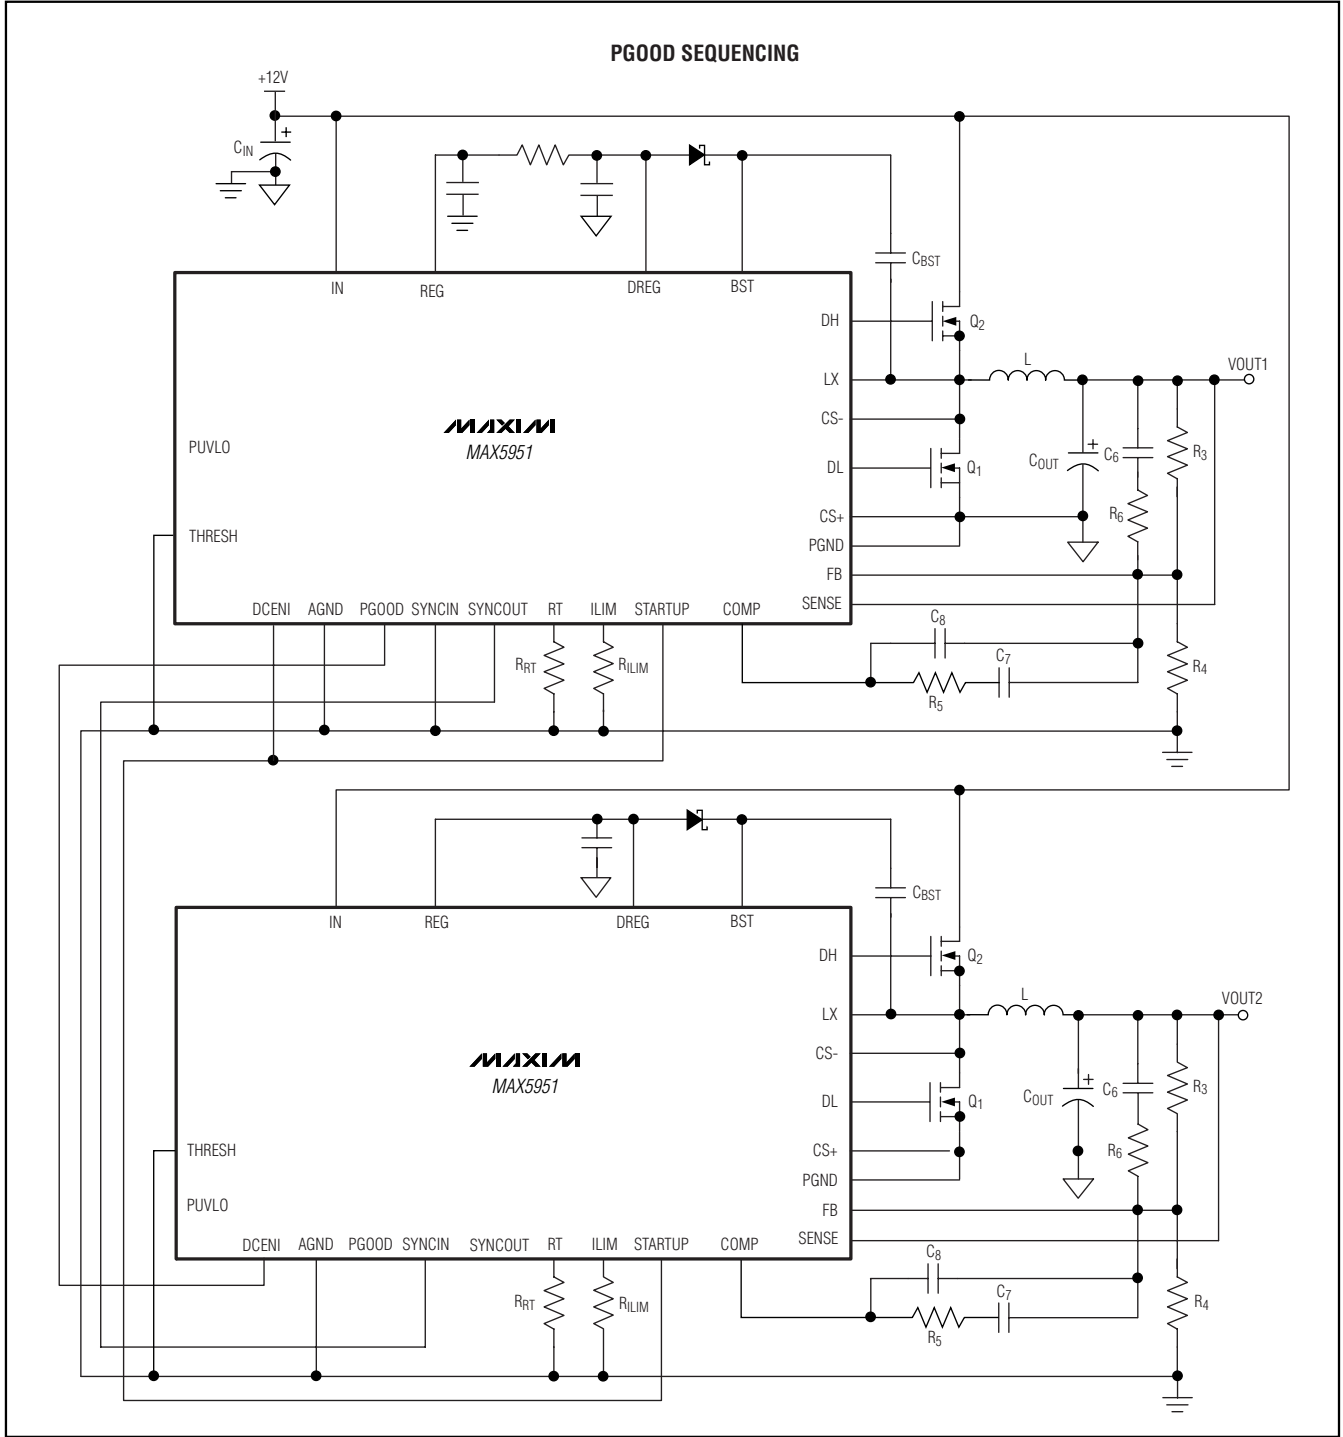 PGOOD SEQUENCING
+12V
CIN
+
CBST
IN
REG
DREG
BST
DH
Q2
LX
L
VOUT1
CS-
MAXIM
MAX5951
PUVLO
DL
Q1
COUT
+
C6
R3
CS+
R6
THRESH
PGND
FB
SENSE
DCENI AGND PGOOD SYNCIN SYNCOUT RT ILIM STARTUP COMP
C8
RRT
RILIM
C7
R4
R5
CBST
IN
REG
DREG
BST
DH
Q2
LX
L
VOUT2
CS-
MAXIM
MAX5951
DL
Q1
COUT
+
C6
R3
THRESH
CS+
R6
PGND
PUVLO
FB
SENSE
DCENI AGND PGOOD SYNCIN SYNCOUT RT ILIM STARTUP COMP
C8
RRT
RILIM
C7
R4
R5